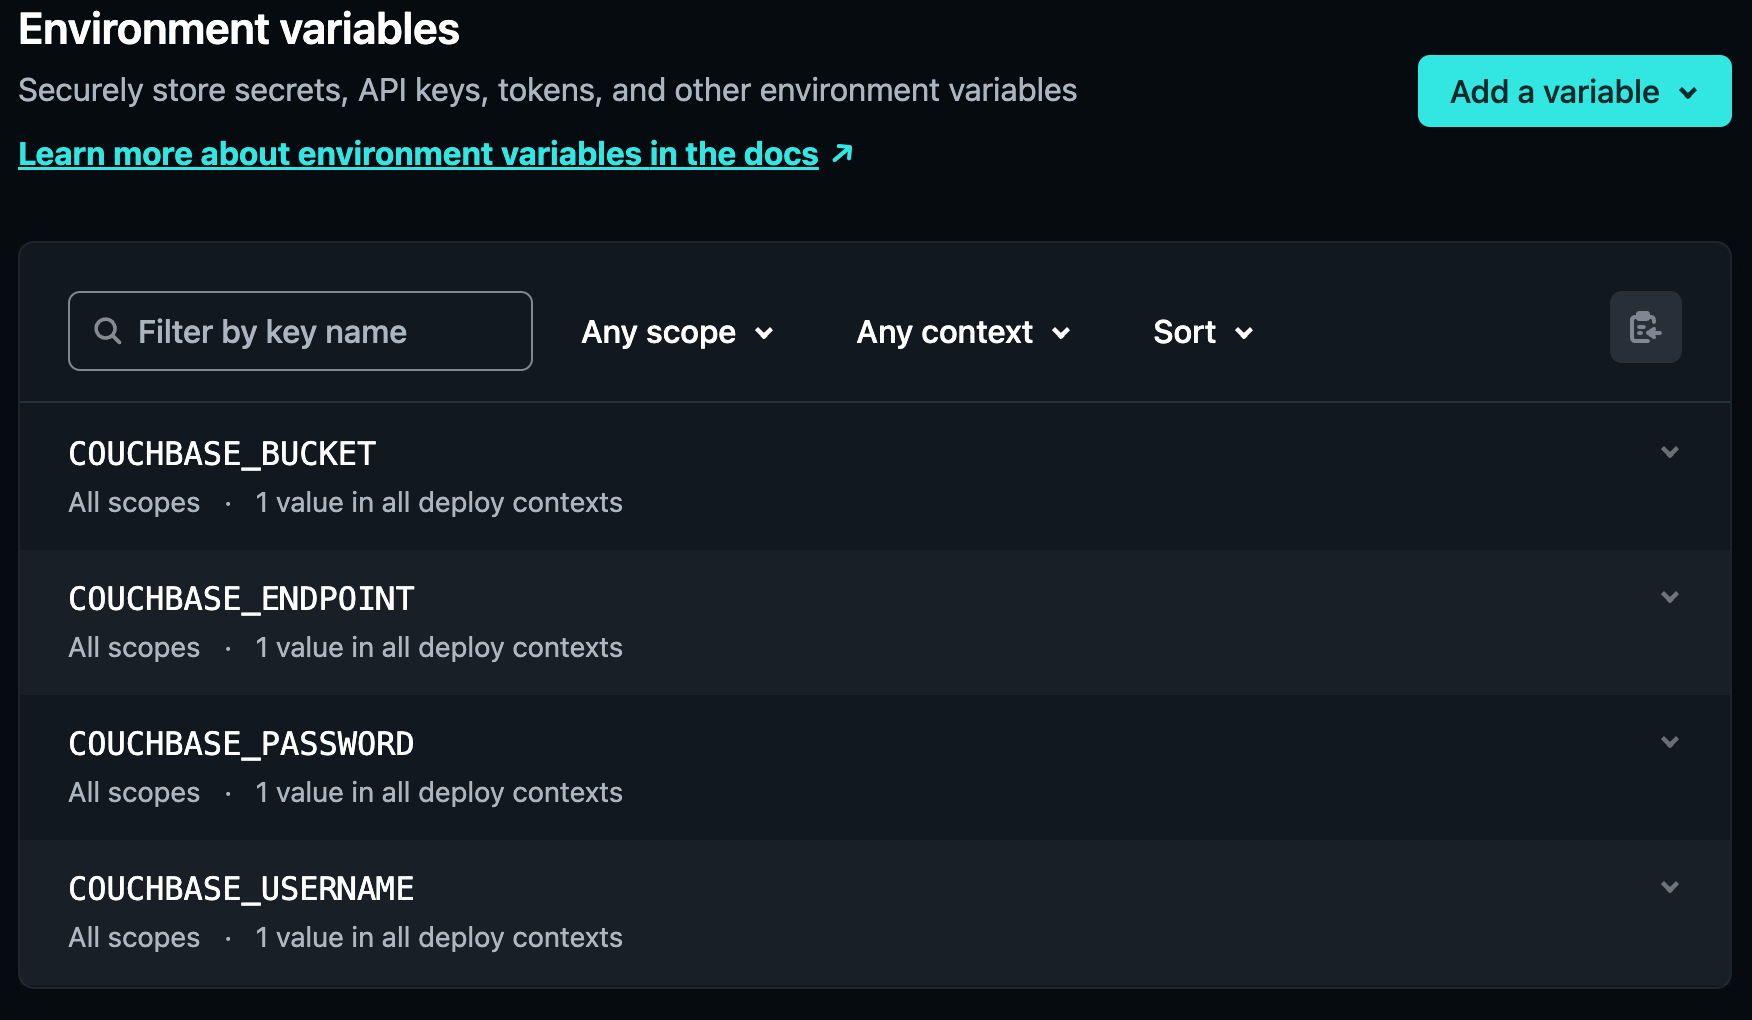 Environment variables
Securely store secrets, API keys, tokens, and other environment variables
Add a variable
Learn more about environment variables in the docs
Filter by key name
Any scope
Any context
Sort
COUCHBASE_BUCKET
All scopes · 1 value in all deploy contexts
COUCHBASE_ENDPOINT
All scopes · 1 value in all deploy contexts
COUCHBASE_PASSWORD
All scopes · 1 value in all deploy contexts
COUCHBASE_USERNAME
All scopes · 1 value in all deploy contexts